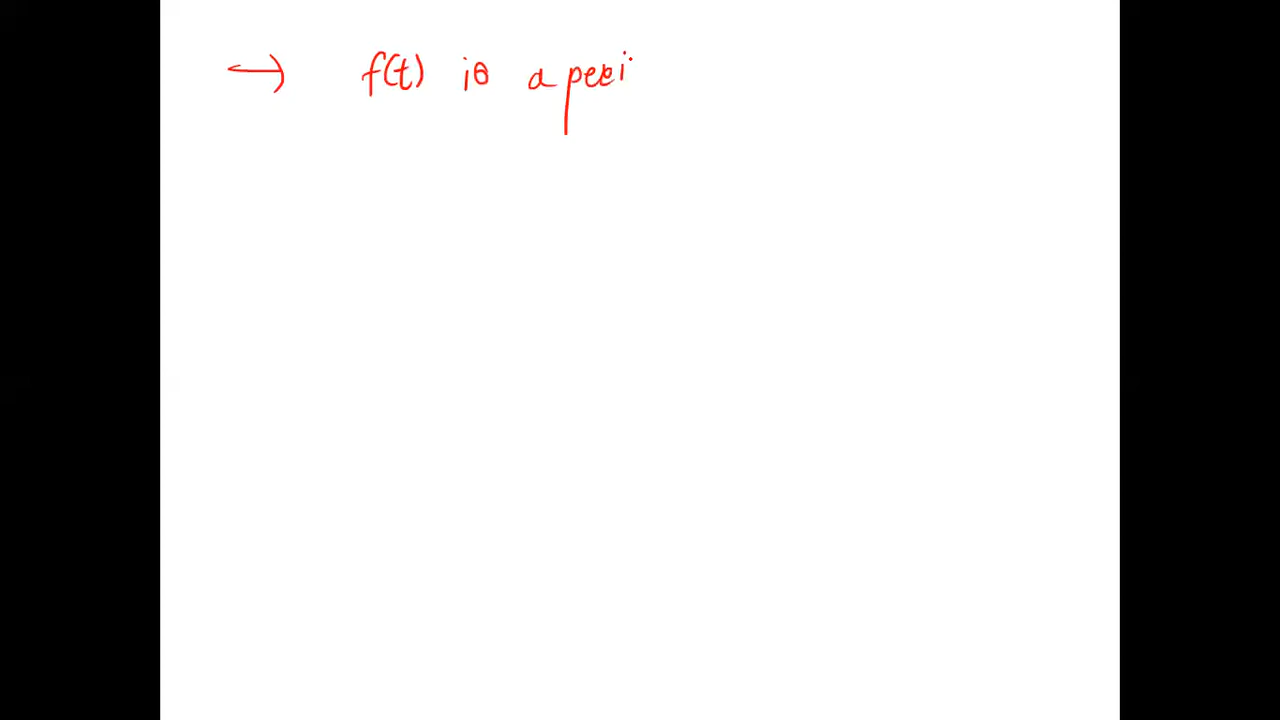 ↪ f(t) is a peri